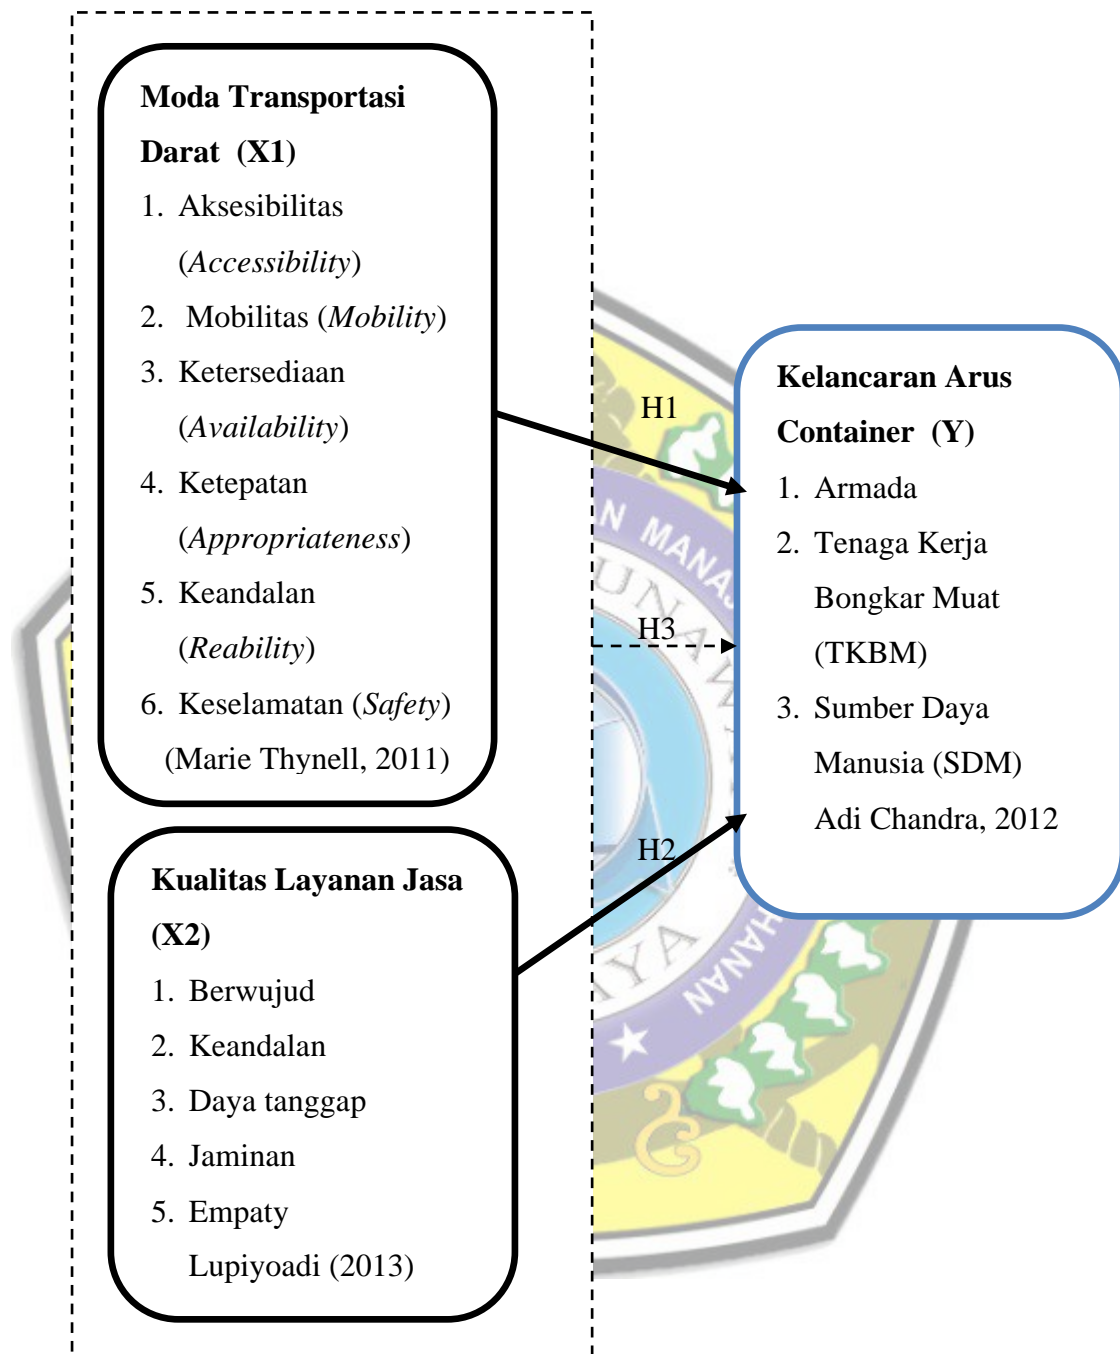 Moda Transportasi
Darat (X1)
1. Aksesibilitas
(Accessibility)
2. Mobilitas (Mobility)
3. Ketersediaan
(Availability)
4. Ketepatan
(Appropriateness)
5. Keandalan
(Reability)
6. Keselamatan (Safety)
(Marie Thynell, 2011)
Kualitas Layanan Jasa
(X2)
1. Berwujud
2. Keandalan
3. Daya tanggap
4. Jaminan
5. Empaty
Lupiyoadi (2013)
H1
H3
H2
Kelancaran Arus
Container (Y)
1. Armada
2. Tenaga Kerja
Bongkar Muat
(TKBM)
3. Sumber Daya
Manusia (SDM)
Adi Chandra, 2012